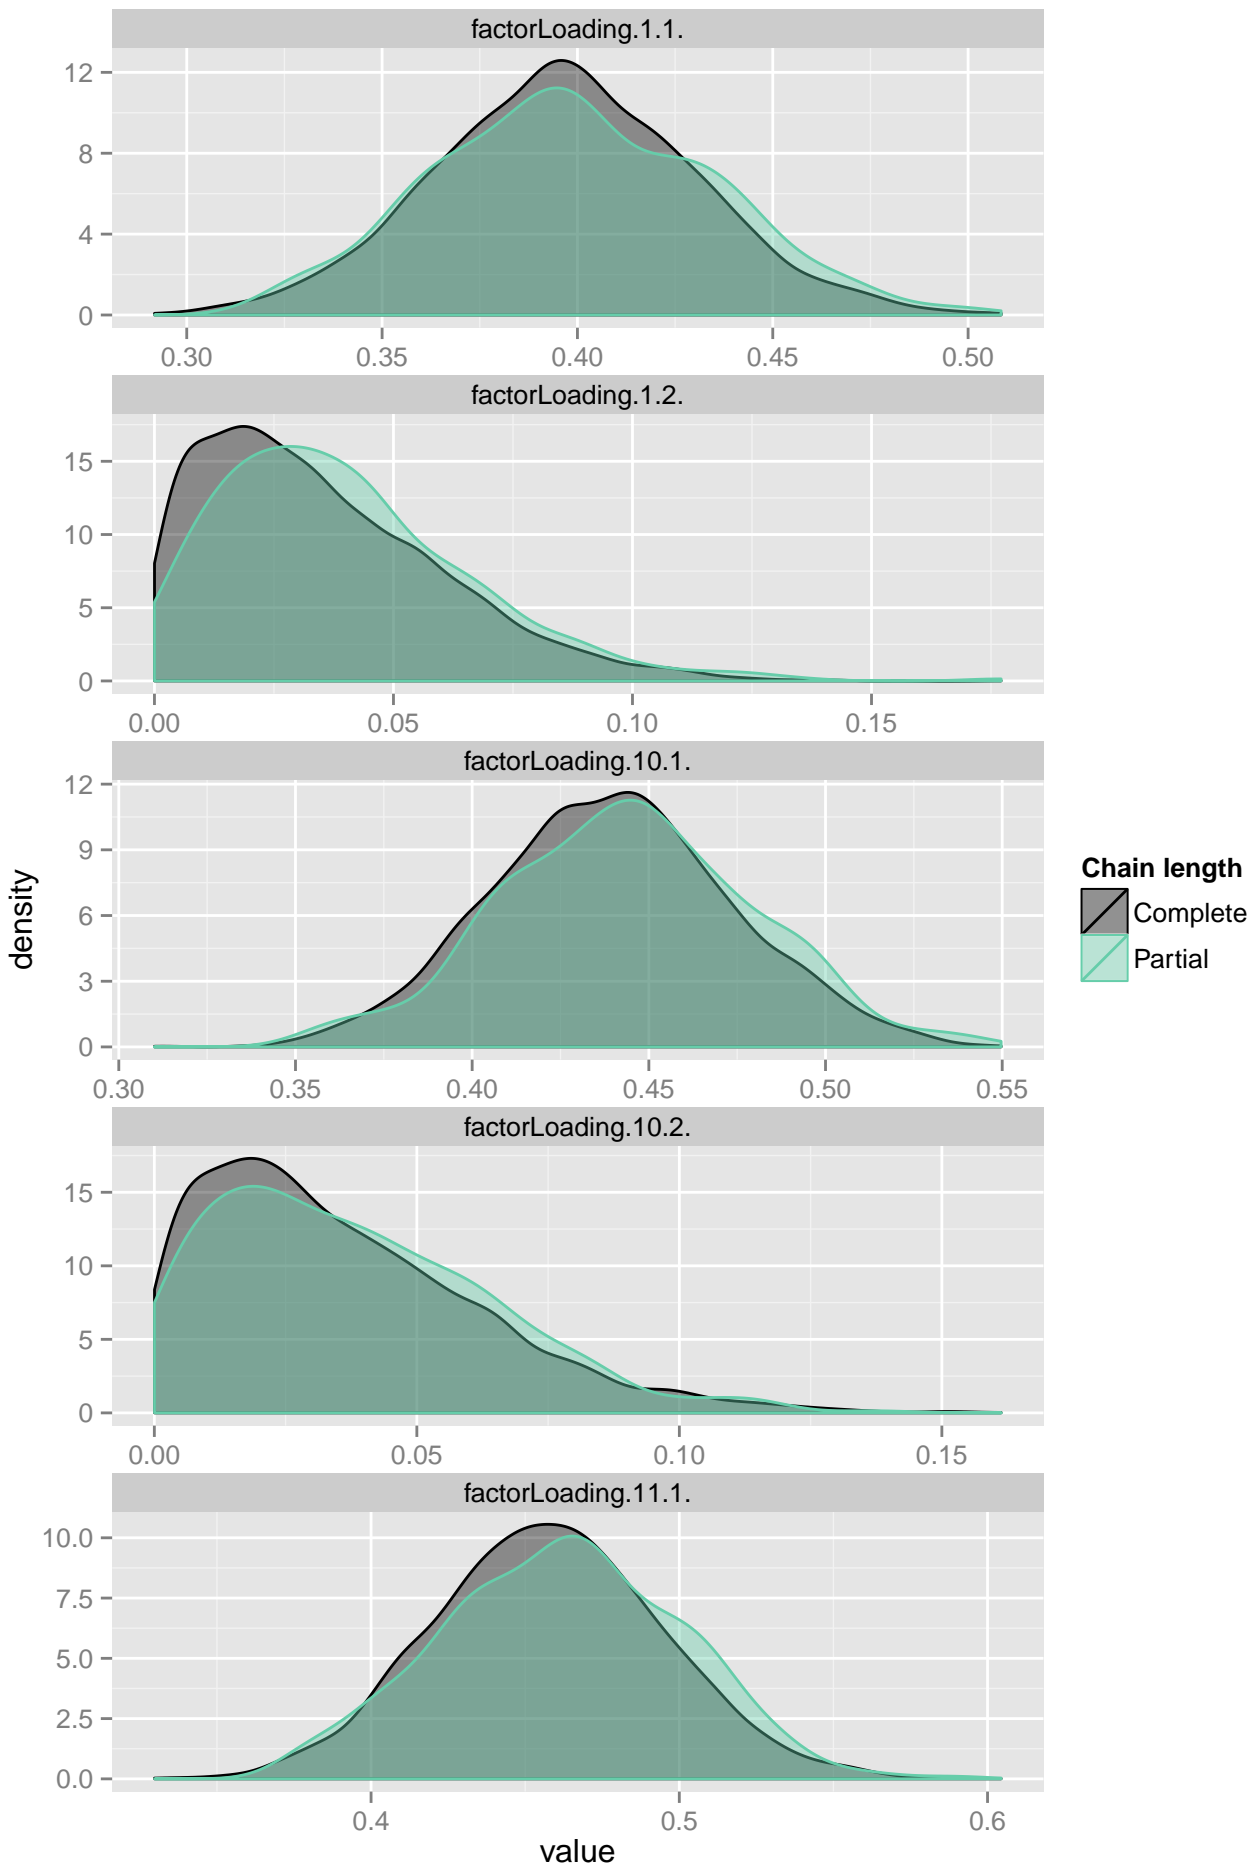 factorLoading.1.1.
12
8
4
0
0.30 0.35 0.40 0.45 0.50
factorLoading.1.2.
15
10
5
0
0.00 0.05 0.10 0.15
factorLoading.10.1.
12
9
6
3
0
0.30 0.35 0.40 0.45 0.50 0.55
factorLoading.10.2.
15
10
5
0
0.00 0.05 0.10 0.15
factorLoading.11.1.
10.0
7.5
5.0
2.5
0.0
0.4 0.5 0.6
value
density
Chain length
Complete
Partial